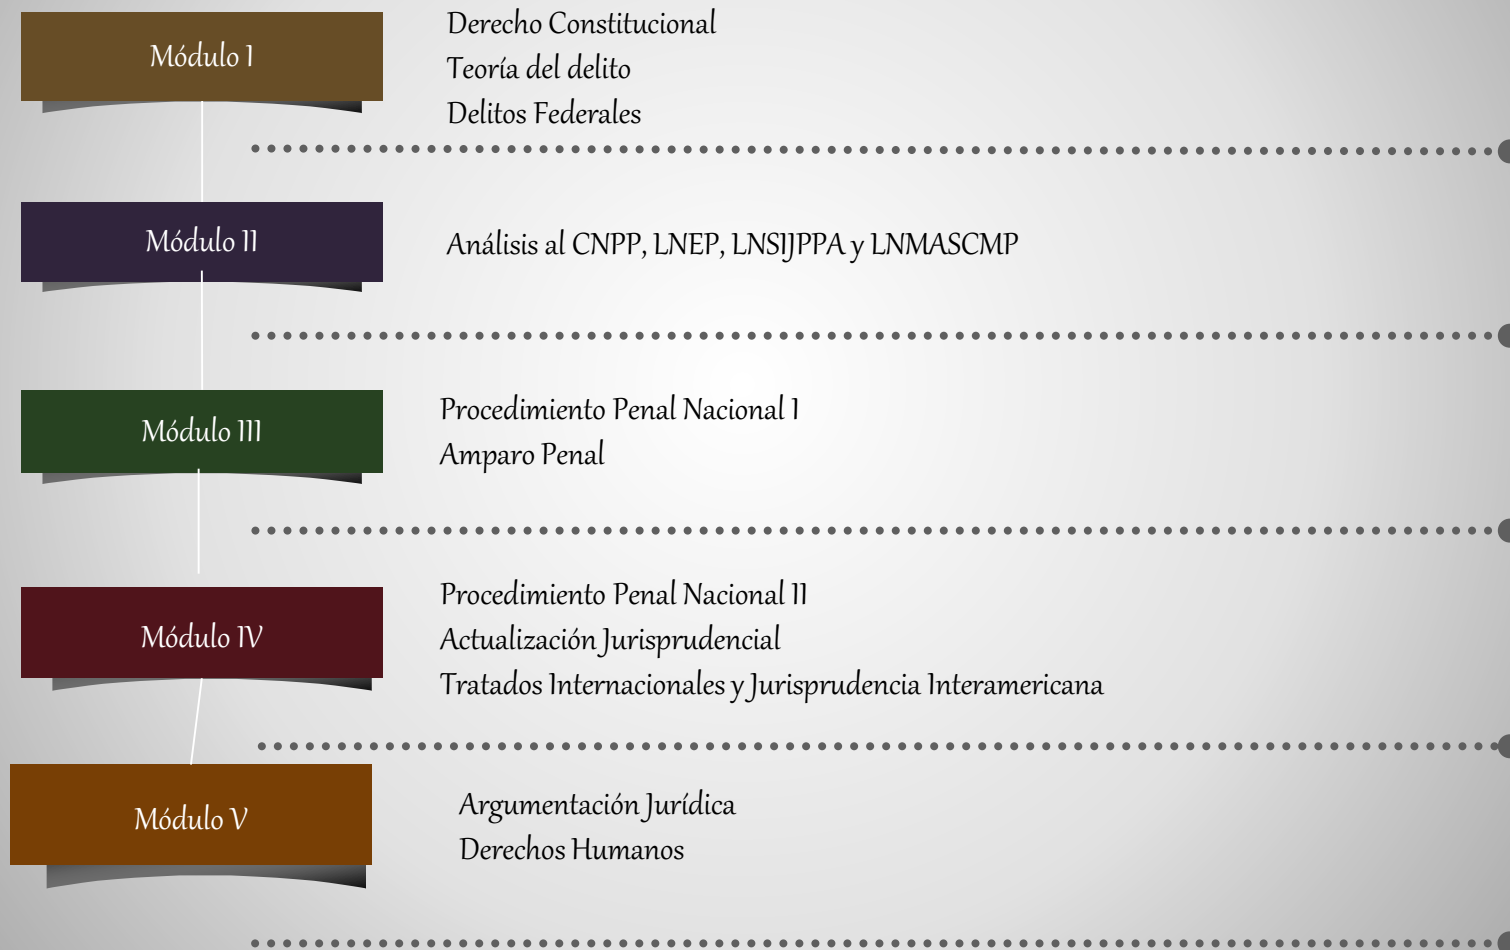 Módulo I
Derecho Constitucional
Teoría del delito
Delitos Federales
Módulo II
Análisis al CNPP, LNEP, LNSIJPPA y LNMASCMP
Módulo III
Procedimiento Penal Nacional I
Amparo Penal
Módulo IV
Procedimiento Penal Nacional II
Actualización Jurisprudencial
Tratados Internacionales y Jurisprudencia Interamericana
Módulo V
Argumentación Jurídica
Derechos Humanos